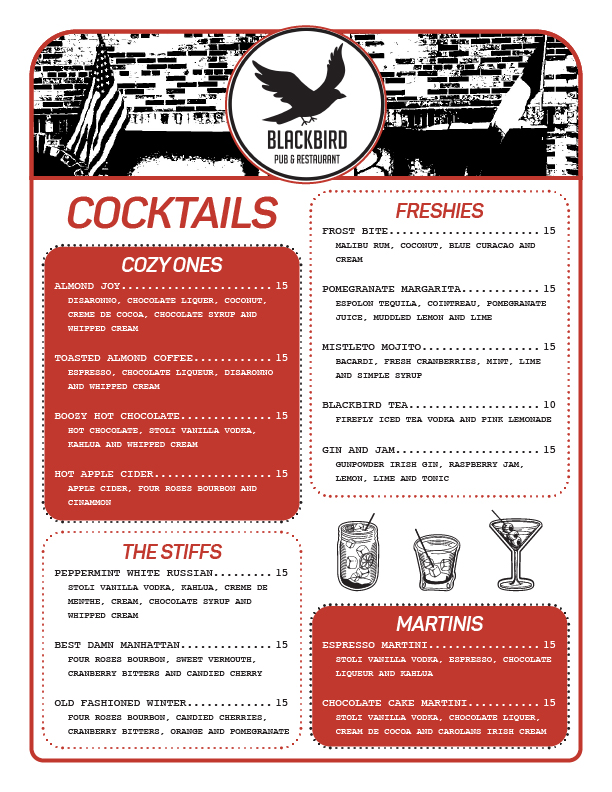 BLACKBIRD
PUB & RESTAURANT
COCKTAILS
COZY ONES
ALMOND JOY....................... 15
DISARONNO, CHOCOLATE LIQUER, COCONUT,
CREME DE COCOA, CHOCOLATE SYRUP AND
WHIPPED CREAM
TOASTED ALMOND COFFEE............ 15
ESPRESSO, CHOCOLATE LIQUEUR, DISARONNO
AND WHIPPED CREAM
BOOZY HOT CHOCOLATE.............. 15
HOT CHOCOLATE, STOLI VANILLA VODKA,
KAHLUA AND WHIPPED CREAM
HOT APPLE CIDER.................. 15
APPLE CIDER, FOUR ROSES BOURBON AND
CINAMMON
THE STIFFS
PEPPERMINT WHITE RUSSIAN......... 15
STOLI VANILLA VODKA, KAHLUA, CREME DE
MENTHE, CREAM, CHOCOLATE SYRUP AND
WHIPPED CREAM
BEST DAMN MANHATTAN.............. 15
FOUR ROSES BOURBON, SWEET VERMOUTH,
CRANBERRY BITTERS AND CANDIED CHERRY
OLD FASHIONED WINTER............. 15
FOUR ROSES BOURBON, CANDIED CHERRIES,
CRANBERRY BITTERS, ORANGE AND POMEGRANATE
FRESHIES
FROST BITE....................... 15
MALIBU RUM, COCONUT, BLUE CURACAO AND
CREAM
POMEGRANATE MARGARITA............ 15
ESPOLON TEQUILA, COINTREAU, POMEGRANATE
JUICE, MUDDLED LEMON AND LIME
MISTLETO MOJITO.................. 15
BACARDI, FRESH CRANBERRIES, MINT, LIME
AND SIMPLE SYRUP
BLACKBIRD TEA.................... 10
FIREFLY ICED TEA VODKA AND PINK LEMONADE
GIN AND JAM...................... 15
GUNPOWDER IRISH GIN, RASPBERRY JAM,
LEMON, LIME AND TONIC
MARTINIS
ESPRESSO MARTINI................. 15
STOLI VANILLA VODKA, ESPRESSO, CHOCOLATE
LIQUEUR AND KAHLUA
CHOCOLATE CAKE MARTINI........... 15
STOLI VANILLA VODKA, CHOCOLATE LIQUER,
CREAM DE COCOA AND CAROLANS IRISH CREAM